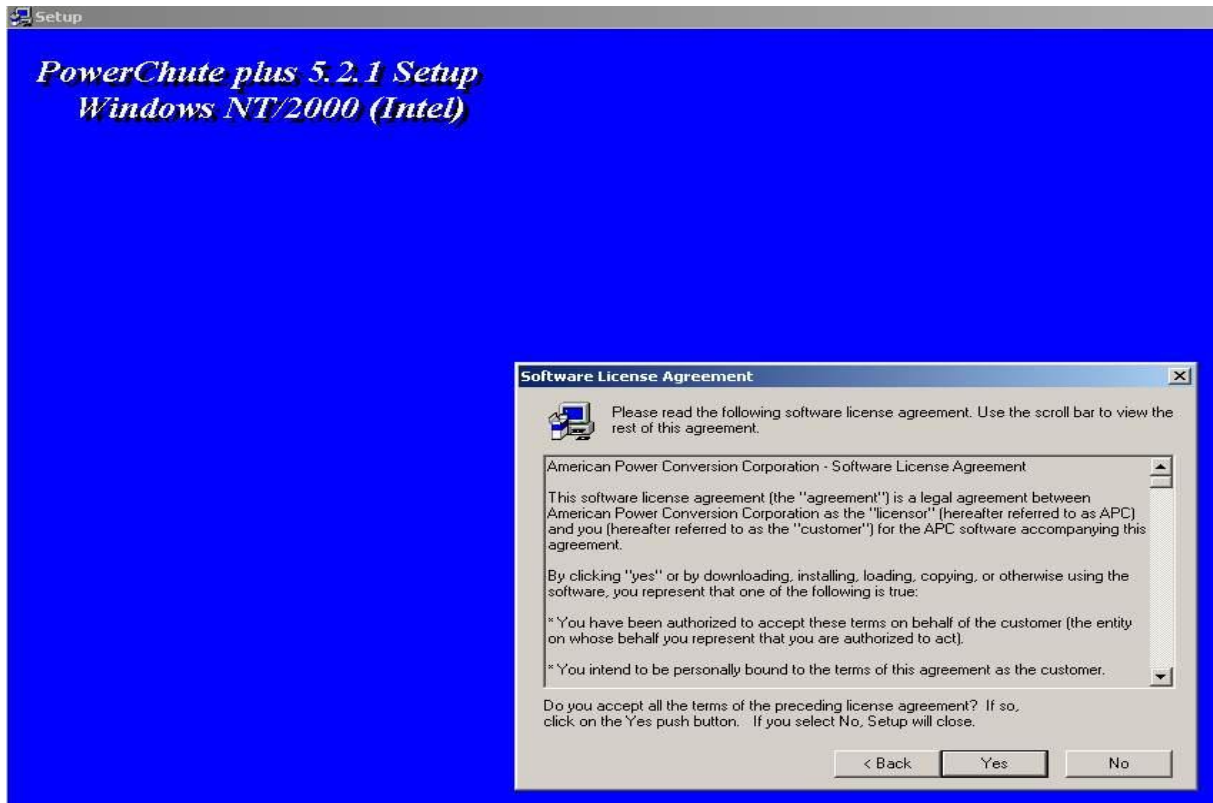 Setup
PowerChute plus 5.2.1 Setup
Windows NT/2000 (Intel)
Software License Agreement
Please read the following software license agreement. Use the scroll bar to view the
rest of this agreement.
American Power Conversion Corporation - Software License Agreement
This software license agreement (the "agreement") is a legal agreement between
American Power Conversion Corporation as the "licensor" (hereafter referred to as APC)
and you (hereafter referred to as the "customer") for the APC software accompanying this
agreement.
By clicking "yes" or by downloading, installing, loading, copying, or otherwise using the
software, you represent that one of the following is true:
* You have been authorized to accept these terms on behalf of the customer (the entity
on whose behalf you represent that you are authorized to act).
* You intend to be personally bound to the terms of this agreement as the customer.
Do you accept all the terms of the preceding license agreement? If so,
click on the Yes push button. If you select No, Setup will close.
< Back Yes No